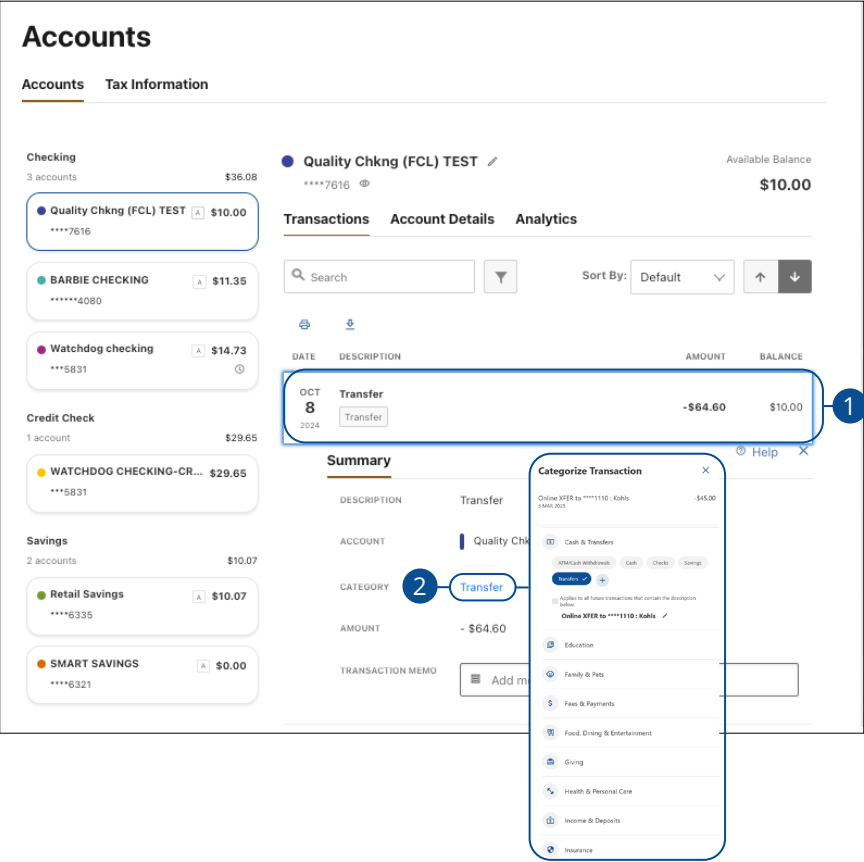 Accounts
Accounts Tax Information
Checking
3 accounts $36.08
Quality Chkng (FCL) TEST A $10.00
****7616
BARBIE CHECKING A $11.35
******4080
Watchdog checking A $14.73
***5831
Credit Check
1 account $29.65
WATCHDOG CHECKING-CR... $29.65
***5831
Savings
2 accounts $10.07
Retail Savings A $10.07
****6335
SMART SAVINGS A $0.00
****6321
Quality Chkng (FCL) TEST
****7616
Available Balance
$10.00
Transactions Account Details Analytics
Search
Sort By: Default
DATE DESCRIPTION AMOUNT BALANCE
OCT
8
2024
Transfer
Transfer
-$64.60 $10.00
1
Help
Summary
DESCRIPTION Transfer
ACCOUNT Quality Chk
CATEGORY 2 Transfer
AMOUNT - $64.60
TRANSACTION MEMO Add me
Categorize Transaction
Online XFER to ****1110 : Kohls -$45.00
5 MAR 2025
Cash & Transfers
ATM/Cash Withdrawals Cash Checks Savings
Transfers
Applies to all future transactions that contain the description
below:
Online XFER to ****1110 : Kohls
Education
Family & Pets
Fees & Payments
Food, Dining & Entertainment
Giving
Health & Personal Care
Income & Deposits
Insurance